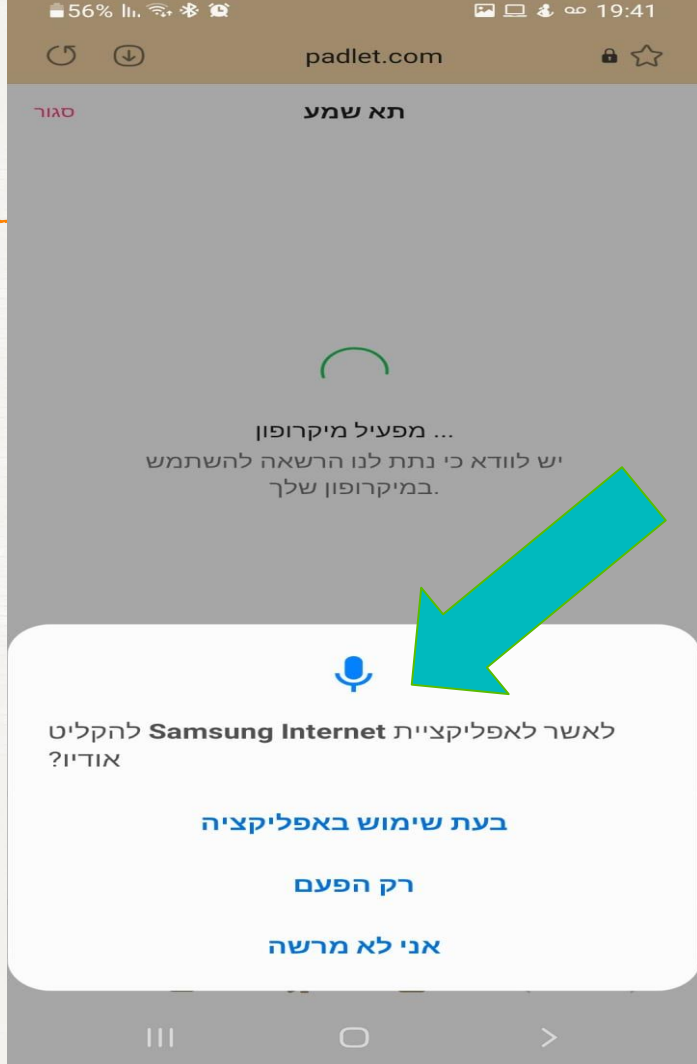 56% 19:41
padlet.com
תא שמע
סגור
מפעיל מיקרופון ...
יש לוודא כי נתת לנו הרשאה להשתמש
במיקרופון שלך.
לאשר לאפליקציית Samsung Internet להקליט
אודיו?
בעת שימוש באפליקציה
רק הפעם
אני לא מרשה